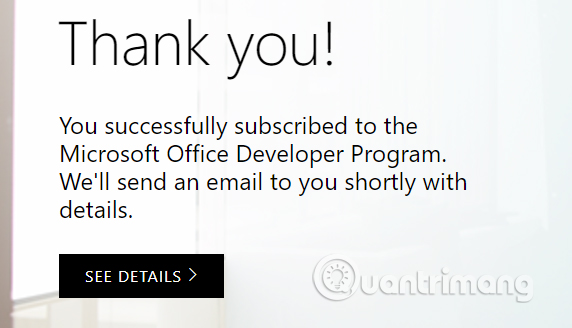 Thank you!
You successfully subscribed to the
Microsoft Office Developer Program.
We'll send an email to you shortly with
details.
SEE DETAILS >
Quantrimang